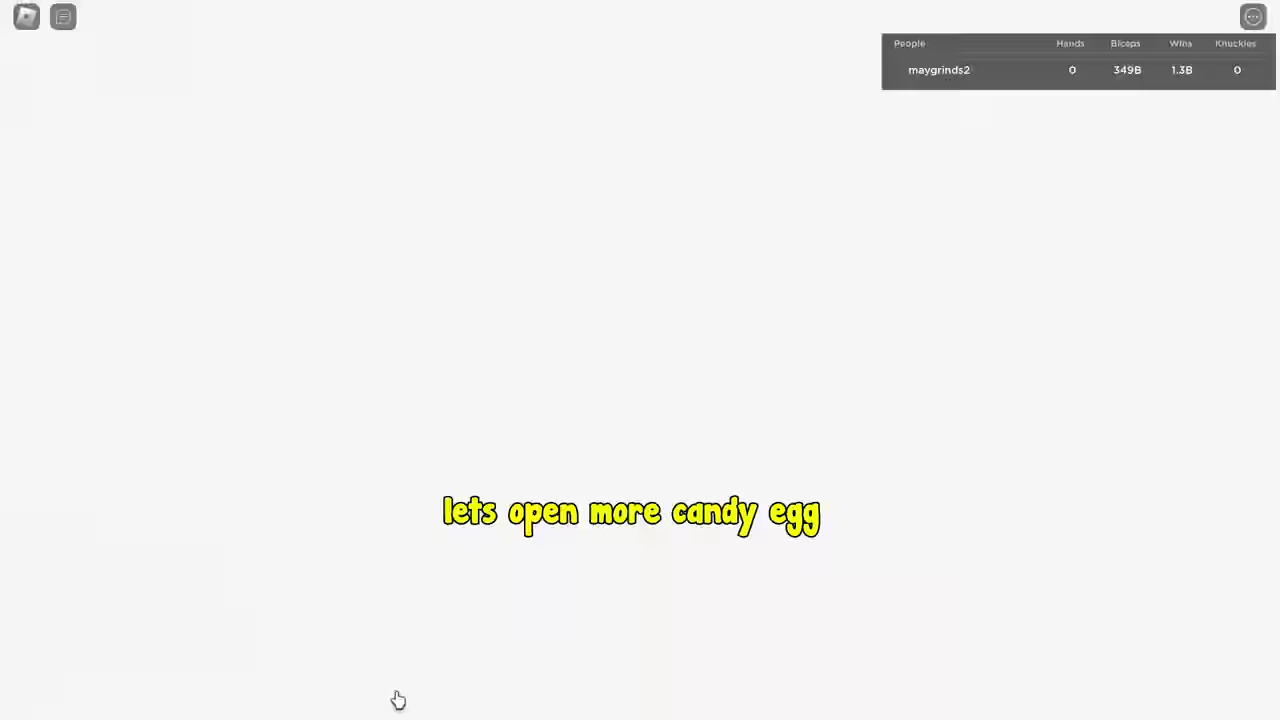 People Hands Biceps Wins Knuckles
maygrinds2 0 349B 1.3B 0
lets open more candy egg